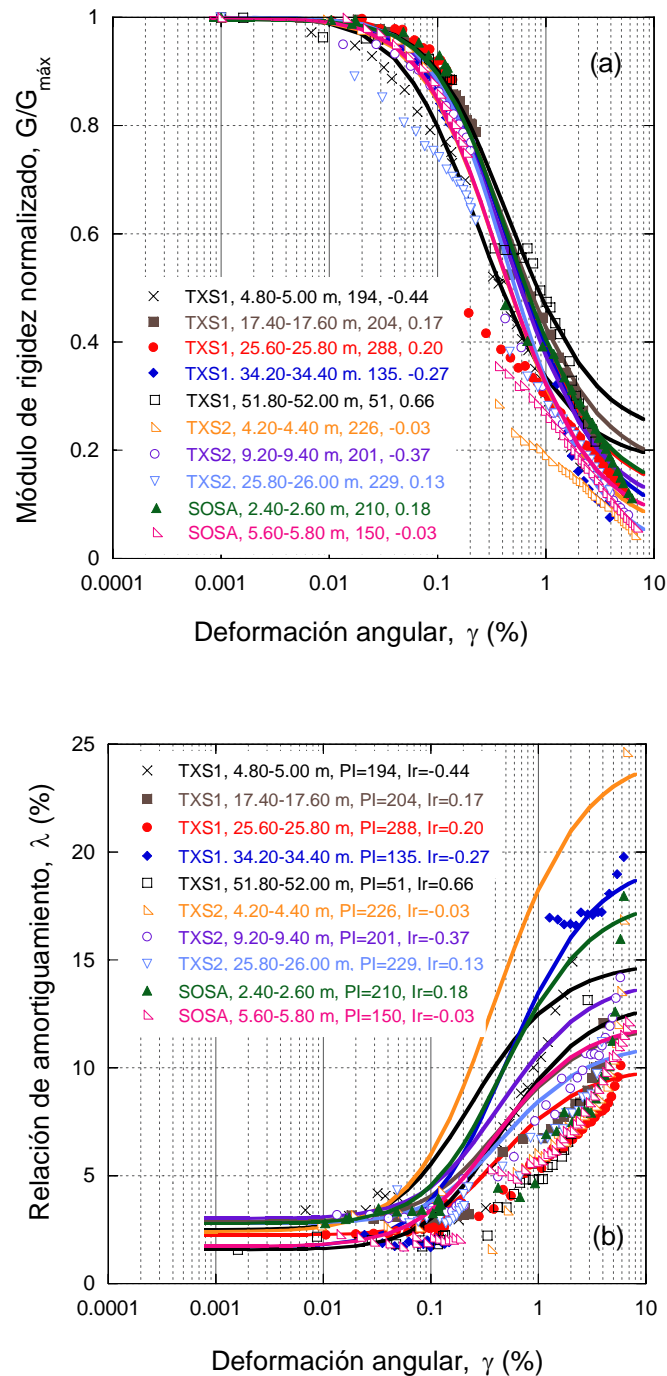 1
0.8
0.6
0.4
0.2
0
Módulo de rigidez normalizado, G/Gmáx
(a)
TXS1, 4.80-5.00 m, 194, -0.44
TXS1, 17.40-17.60 m, 204, 0.17
TXS1, 25.60-25.80 m, 288, 0.20
TXS1. 34.20-34.40 m. 135. -0.27
TXS1, 51.80-52.00 m, 51, 0.66
TXS2, 4.20-4.40 m, 226, -0.03
TXS2, 9.20-9.40 m, 201, -0.37
TXS2, 25.80-26.00 m, 229, 0.13
SOSA, 2.40-2.60 m, 210, 0.18
SOSA, 5.60-5.80 m, 150, -0.03
0.0001 0.001 0.01 0.1 1 10
Deformación angular, γ (%)
25
20
15
10
5
0
Relación de amortiguamiento, λ (%)
TXS1, 4.80-5.00 m, PI=194, Ir=-0.44
TXS1, 17.40-17.60 m, PI=204, Ir=0.17
TXS1, 25.60-25.80 m, PI=288, Ir=0.20
TXS1. 34.20-34.40 m. PI=135. Ir=-0.27
TXS1, 51.80-52.00 m, PI=51, Ir=0.66
TXS2, 4.20-4.40 m, PI=226, Ir=-0.03
TXS2, 9.20-9.40 m, PI=201, Ir=-0.37
TXS2, 25.80-26.00 m, PI=229, Ir=0.13
SOSA, 2.40-2.60 m, PI=210, Ir=0.18
SOSA, 5.60-5.80 m, PI=150, Ir=-0.03
(b)
0.0001 0.001 0.01 0.1 1 10
Deformación angular, γ (%)